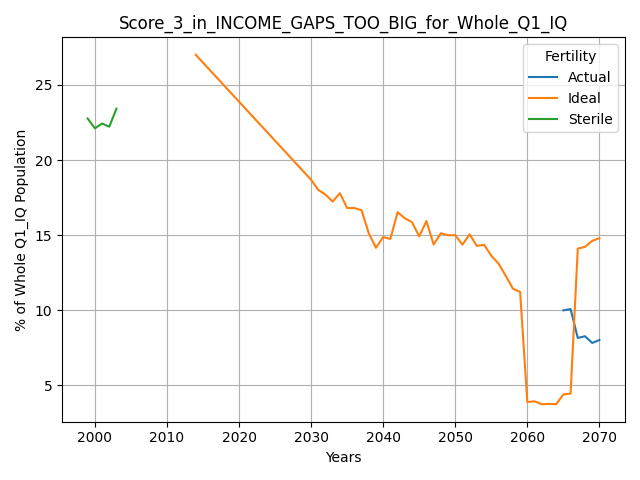 Score_3_in_INCOME_GAPS_TOO_BIG_for_Whole_Q1_IQ
Fertility
Actual
Ideal
Sterile
% of Whole Q1_IQ Population
25
20
15
10
5
2000 2010 2020 2030 2040 2050 2060 2070
Years